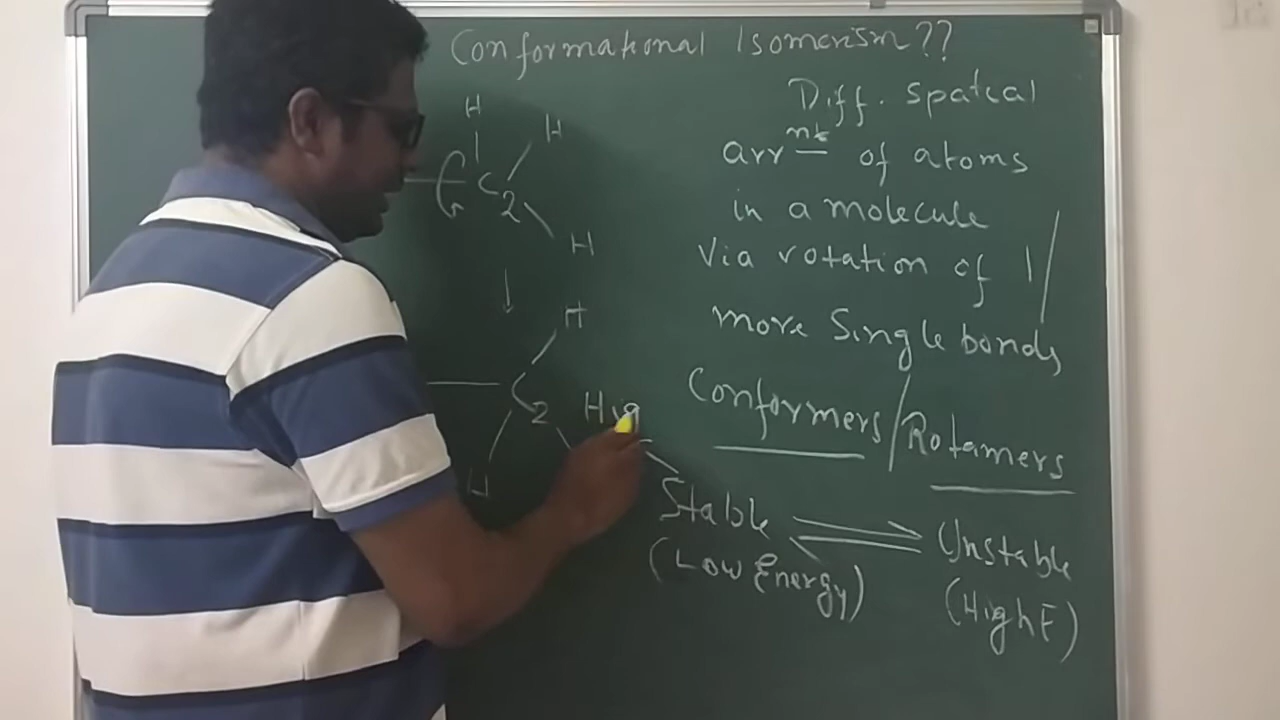 Conformational Isomerism??
H
H
C2
H
H
C2
H
Hig
Diff. Spatial
arrnt of atoms
in a molecule
Via rotation of 1/
more Single bonds
Conformers/Rotamers
Stable ⇌ Unstable
(Low Energy) (High E)